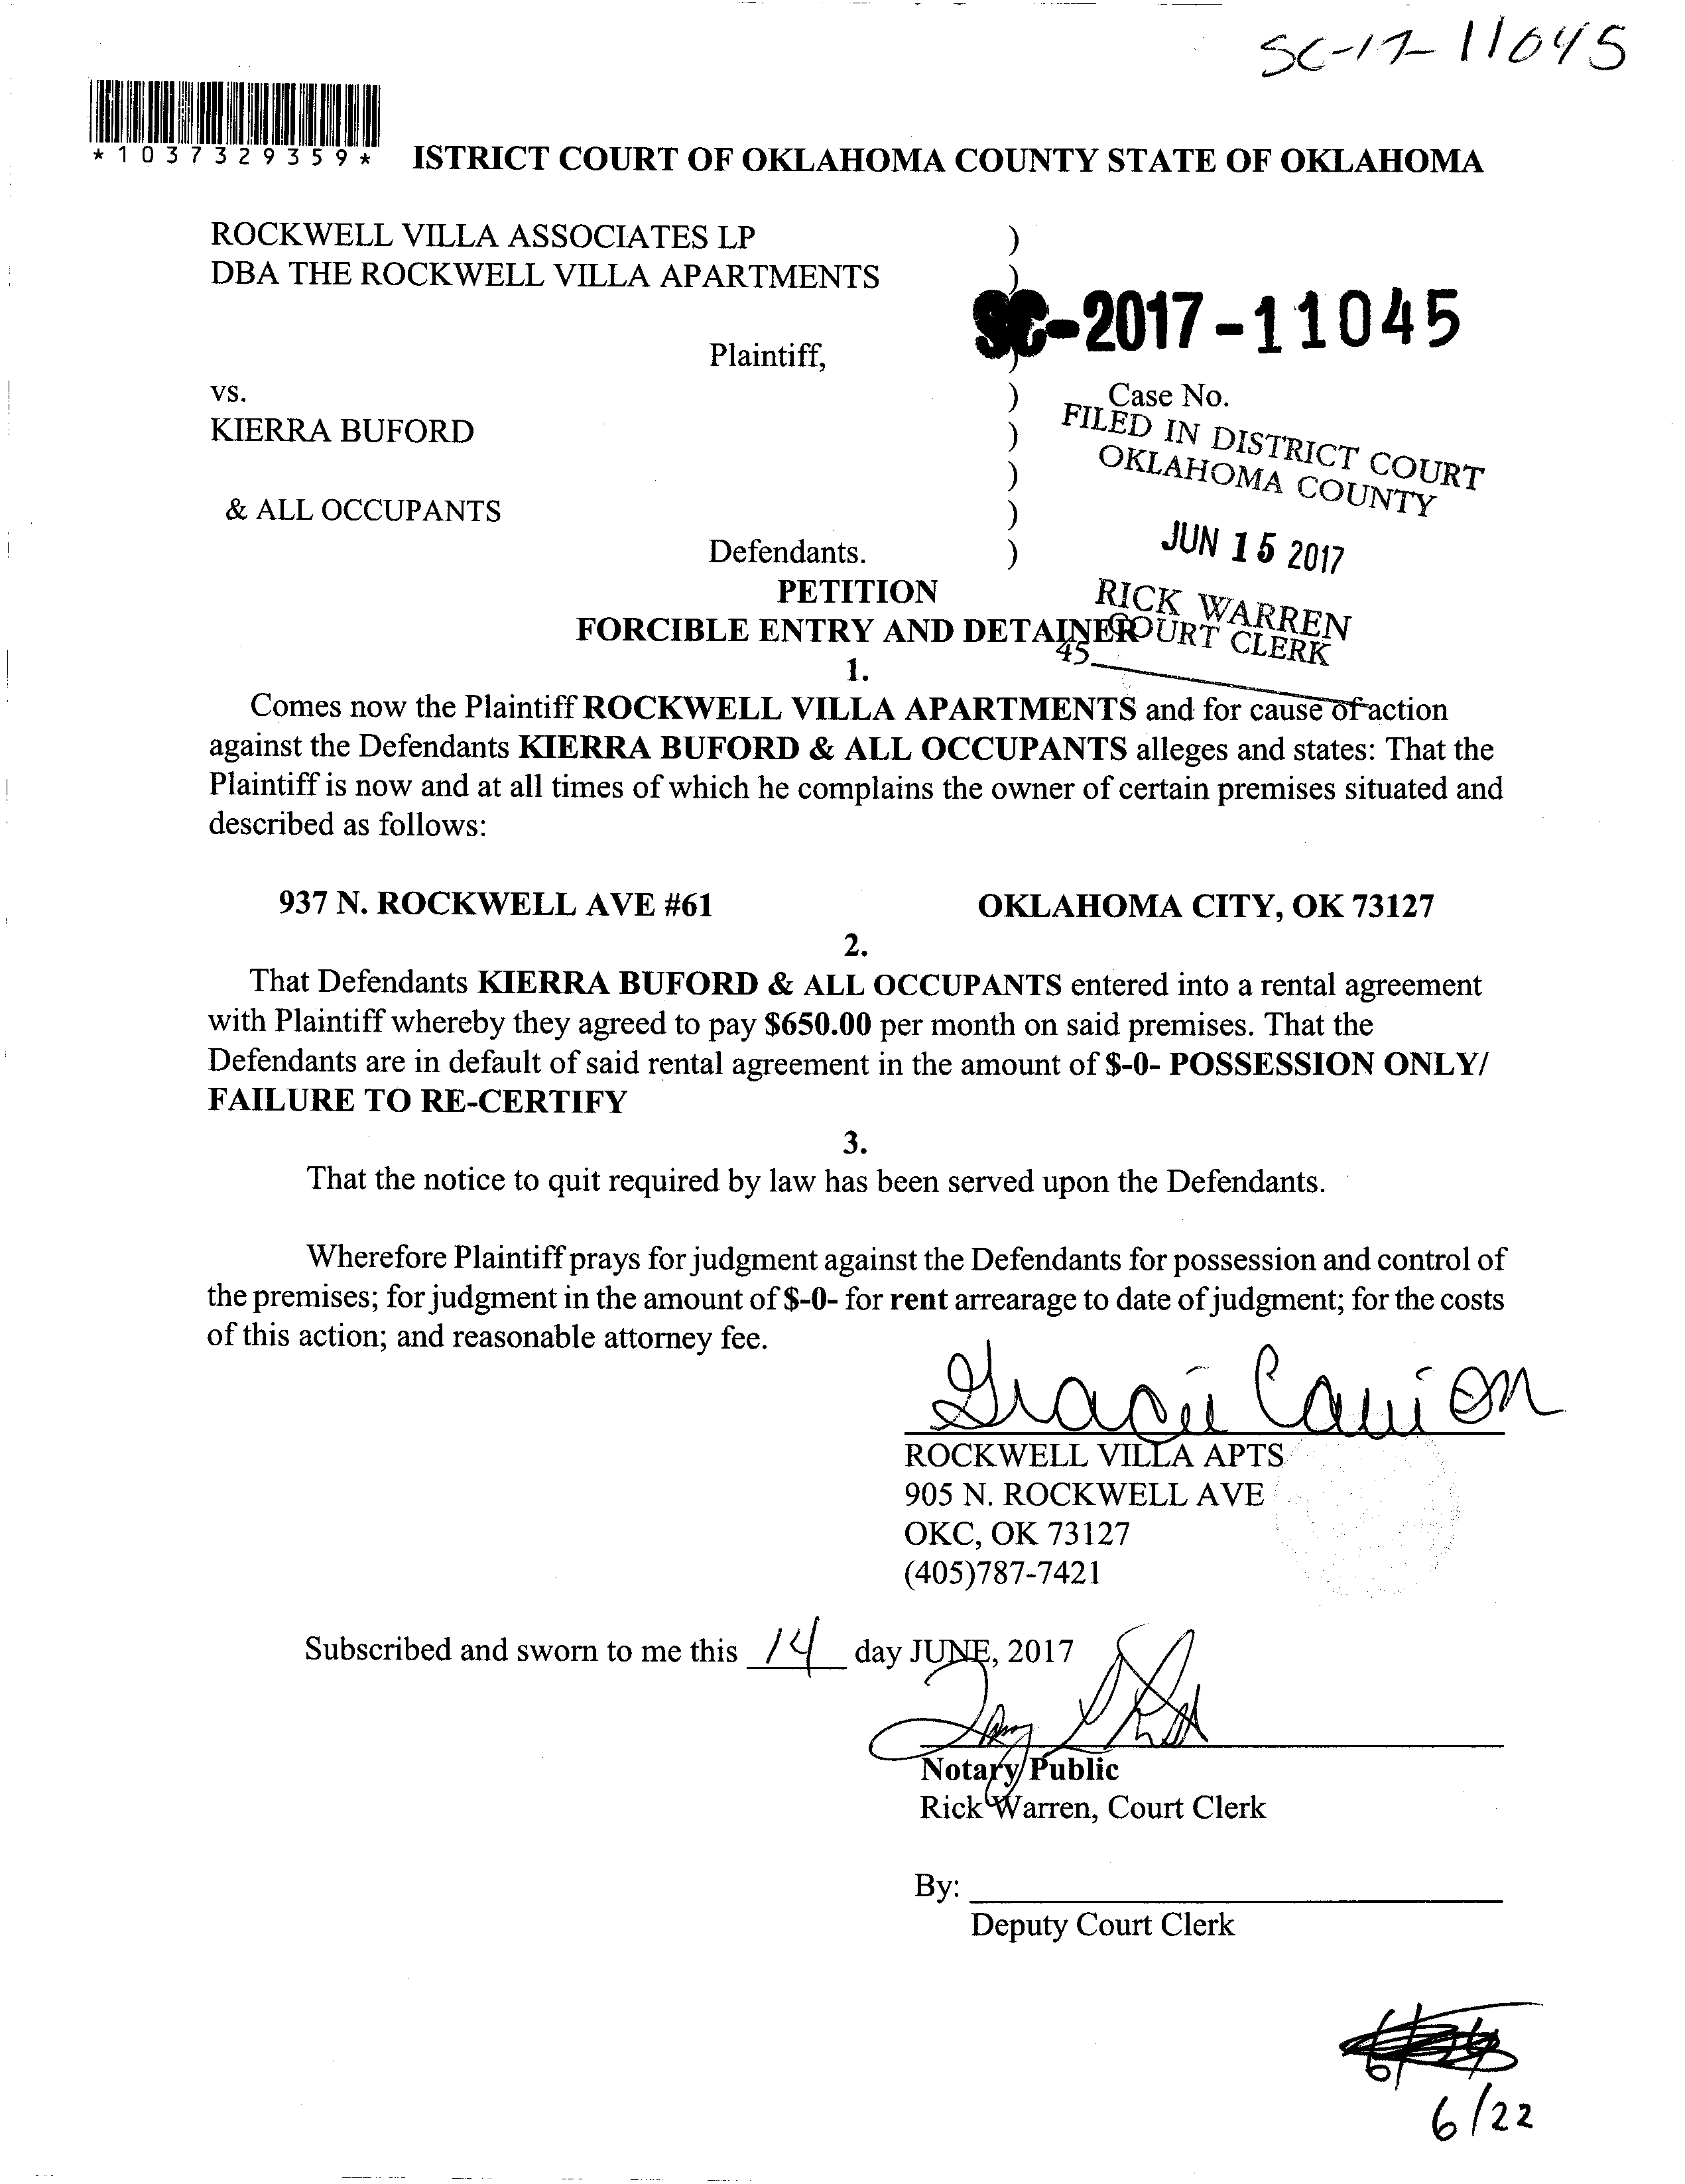 SC-17-11045
*1037329359*
ISTRICT COURT OF OKLAHOMA COUNTY STATE OF OKLAHOMA
ROCKWELL VILLA ASSOCIATES LP )
DBA THE ROCKWELL VILLA APARTMENTS )
SC-2017-11045
Plaintiff, )
vs. ) Case No.
KIERRA BUFORD )
FILED IN DISTRICT COURT
OKLAHOMA COUNTY
)
& ALL OCCUPANTS )
JUN 15 2017
Defendants. )
PETITION
RICK WARREN
COURT CLERK
FORCIBLE ENTRY AND DETAINER
45
1.
Comes now the Plaintiff ROCKWELL VILLA APARTMENTS and for cause of action
against the Defendants KIERRA BUFORD & ALL OCCUPANTS alleges and states: That the
Plaintiff is now and at all times of which he complains the owner of certain premises situated and
described as follows:
937 N. ROCKWELL AVE #61 OKLAHOMA CITY, OK 73127
2.
That Defendants KIERRA BUFORD & ALL OCCUPANTS entered into a rental agreement
with Plaintiff whereby they agreed to pay $650.00 per month on said premises. That the
Defendants are in default of said rental agreement in the amount of $-0- POSSESSION ONLY/
FAILURE TO RE-CERTIFY
3.
That the notice to quit required by law has been served upon the Defendants.
Wherefore Plaintiff prays for judgment against the Defendants for possession and control of
the premises; for judgment in the amount of $-0- for rent arrearage to date of judgment; for the costs
of this action; and reasonable attorney fee.
ROCKWELL VILLA APTS
905 N. ROCKWELL AVE
OKC, OK 73127
(405)787-7421
Subscribed and sworn to me this 14 day JUNE, 2017
Notary Public
Rick Warren, Court Clerk
By:
Deputy Court Clerk
6/22